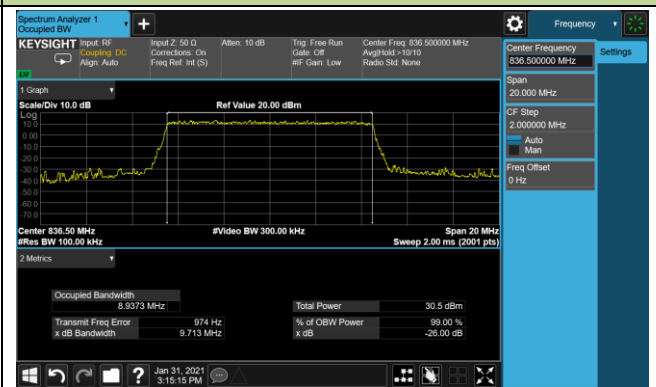 Spectrum Analyzer 1
Occupied BW
+
Frequency
KEYSIGHT
Input: RF
Coupling: DC
Align: Auto
Input Z: 50 Ω
Corrections: On
Freq Ref: Int (S)
Atten: 10 dB
Trig: Free Run
Gate: Off
#IF Gain: Low
Center Freq: 836.500000 MHz
Avg|Hold:>10/10
Radio Std: None
Center Frequency
836.500000 MHz
Settings
Span
20.000 MHz
CF Step
2.000000 MHz
Auto
Man
Freq Offset
0 Hz
1 Graph
Scale/Div 10.0 dB
Ref Value 20.00 dBm
Log
10.0
0.00
-10.0
-20.0
-30.0
-40.0
-50.0
-60.0
-70.0
Center 836.50 MHz
#Video BW 300.00 kHz
Span 20 MHz
#Res BW 100.00 kHz
Sweep 2.00 ms (2001 pts)
2 Metrics
Occupied Bandwidth
8.9373 MHz
Total Power
30.5 dBm
Transmit Freq Error
974 Hz
% of OBW Power
99.00 %
x dB Bandwidth
9.713 MHz
x dB
-26.00 dB
?
Jan 31, 2021
3:15:15 PM